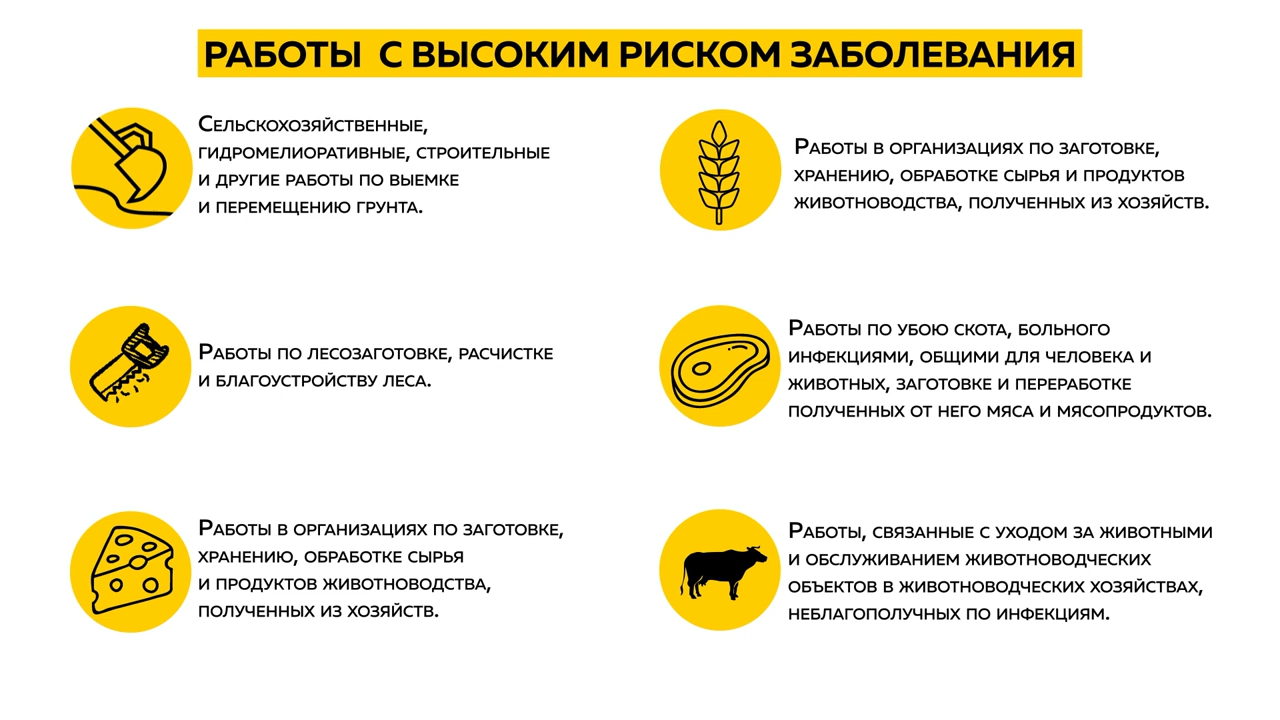 РАБОТЫ С ВЫСОКИМ РИСКОМ ЗАБОЛЕВАНИЯ
Сельскохозяйственные,
гидромелиоративные, строительные
и другие работы по выемке
и перемещению грунта.
Работы по лесозаготовке, расчистке
и благоустройству леса.
Работы в организациях по заготовке,
хранению, обработке сырья
и продуктов животноводства,
полученных из хозяйств.
Работы в организациях по заготовке,
хранению, обработке сырья и продуктов
животноводства, полученных из хозяйств.
Работы по убою скота, больного
инфекциями, общими для человека и
животных, заготовке и переработке
полученных от него мяса и мясопродуктов.
Работы, связанные с уходом за животными
и обслуживанием животноводческих
объектов в животноводческих хозяйствах,
неблагополучных по инфекциям.